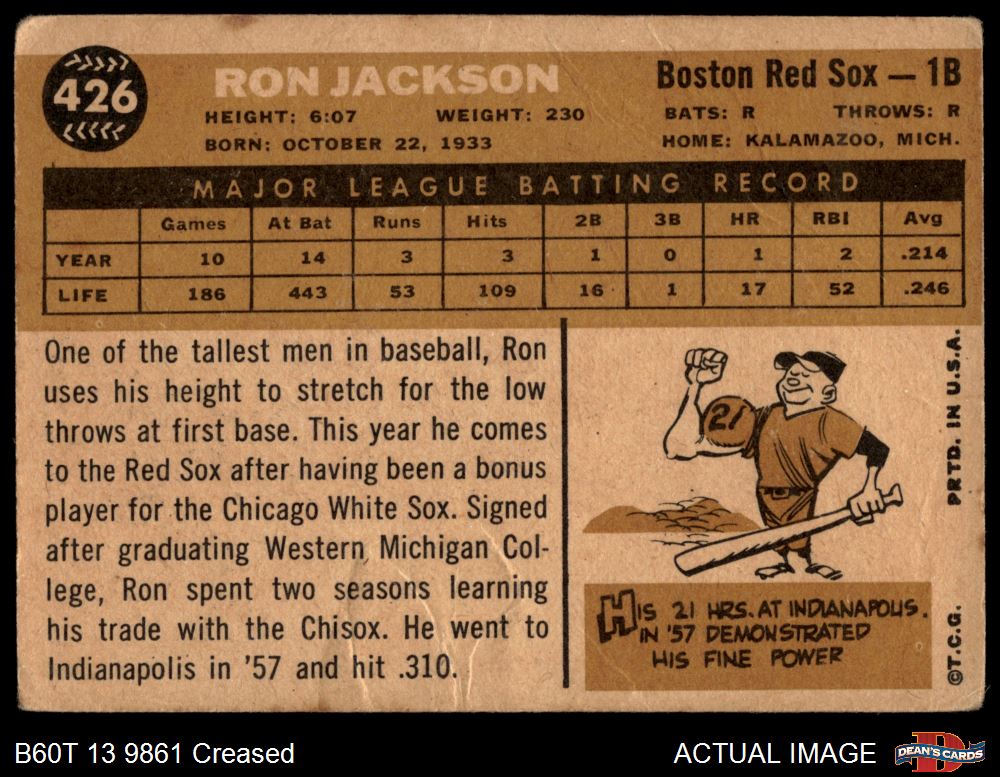 426
RON JACKSON
Boston Red Sox — 1B
HEIGHT: 6:07 WEIGHT: 230 BATS: R THROWS: R
BORN: OCTOBER 22, 1933 HOME: KALAMAZOO, MICH.
MAJOR LEAGUE BATTING RECORD
Games At Bat Runs Hits 2B 3B HR RBI Avg
YEAR 10 14 3 3 1 0 1 2 .214
LIFE 186 443 53 109 16 1 17 52 .246
One of the tallest men in baseball, Ron
uses his height to stretch for the low
throws at first base. This year he comes
to the Red Sox after having been a bonus
player for the Chicago White Sox. Signed
after graduating Western Michigan Col-
lege, Ron spent two seasons learning
his trade with the Chisox. He went to
Indianapolis in '57 and hit .310.
21
HIS 21 HRS. AT INDIANAPOLIS.
IN '57 DEMONSTRATED
HIS FINE POWER
©T.C.G. PRTD. IN U.S.A.
B60T 13 9861 Creased
ACTUAL IMAGE
DEAN'S CARDS